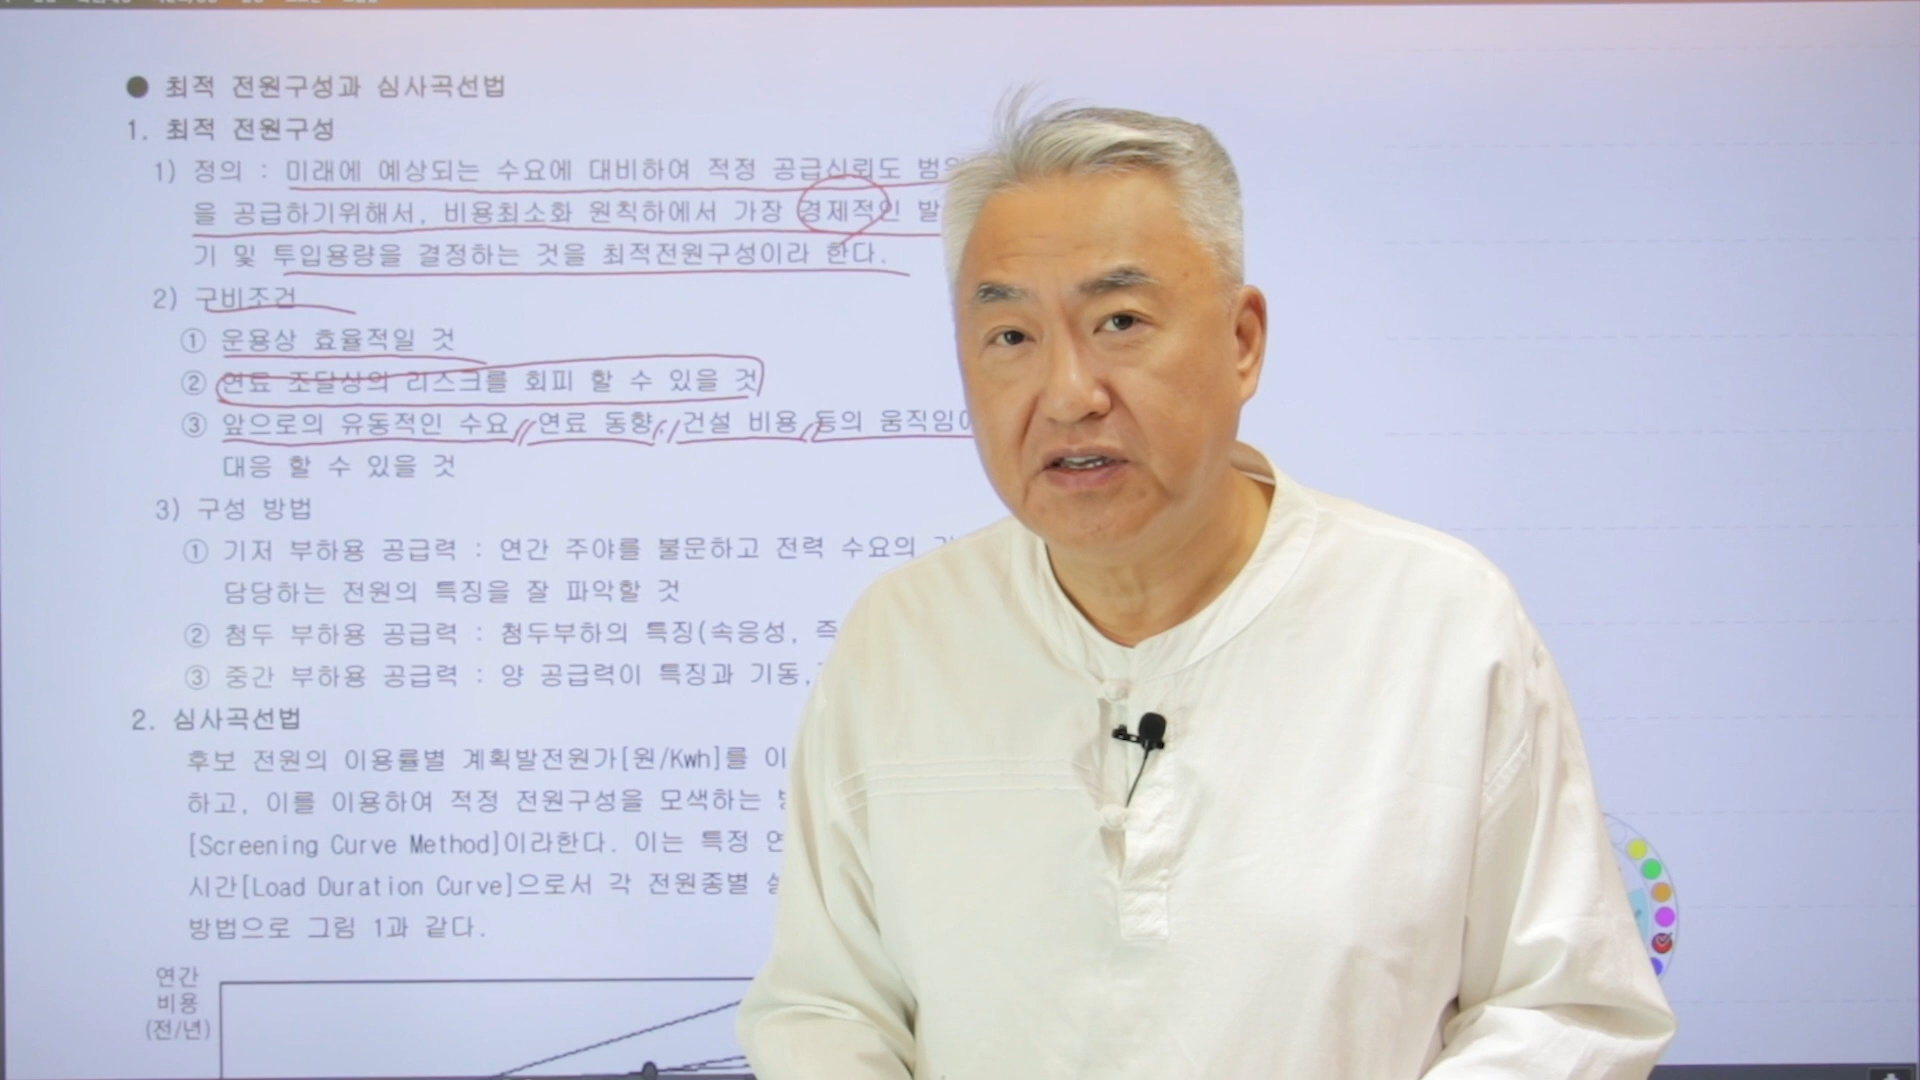 ● 최적 전원구성과 심사곡선법
1. 최적 전원구성
1) 정의 : 미래에 예상되는 수요에 대비하여 적정 공급신뢰도
을 공급하기위해서, 비용최소화 원칙하에서 가장 경제적인 발
기 및 투입용량을 결정하는 것을 최적전원구성이라 한다.
2) 구비조건
① 운용상 효율적일 것
② 연료 조달상의 리스크를 회피 할 수 있을 것
③ 앞으로의 유동적인 수요, 연료 동향, 건설 비용, 등의
대응 할 수 있을 것
3) 구성 방법
① 기저 부하용 공급력 : 연간 주야를 불문하고 전력 수요의
담당하는 전원의 특징을 잘 파악할 것
② 첨두 부하용 공급력 : 첨두부하의 특징(속응성, 즉
③ 중간 부하용 공급력 : 양 공급력이 특징과 기동,
2. 심사곡선법
후보 전원의 이용률별 계획발전원가[원/Kwh]를 이
하고, 이를 이용하여 적정 전원구성을 모색하는
[Screening Curve Method]이라한다. 이는 특정 연
시간[Load Duration Curve]으로서 각 전원종별
방법으로 그림 1과 같다.
연간
비용
(전/년)